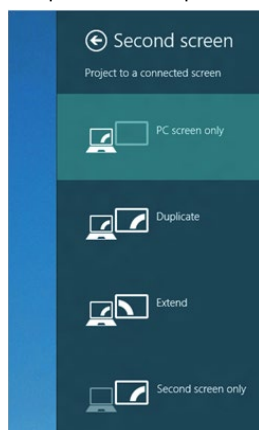 Second screen
Project to a connected screen
PC screen only
Duplicate
Extend
Second screen only